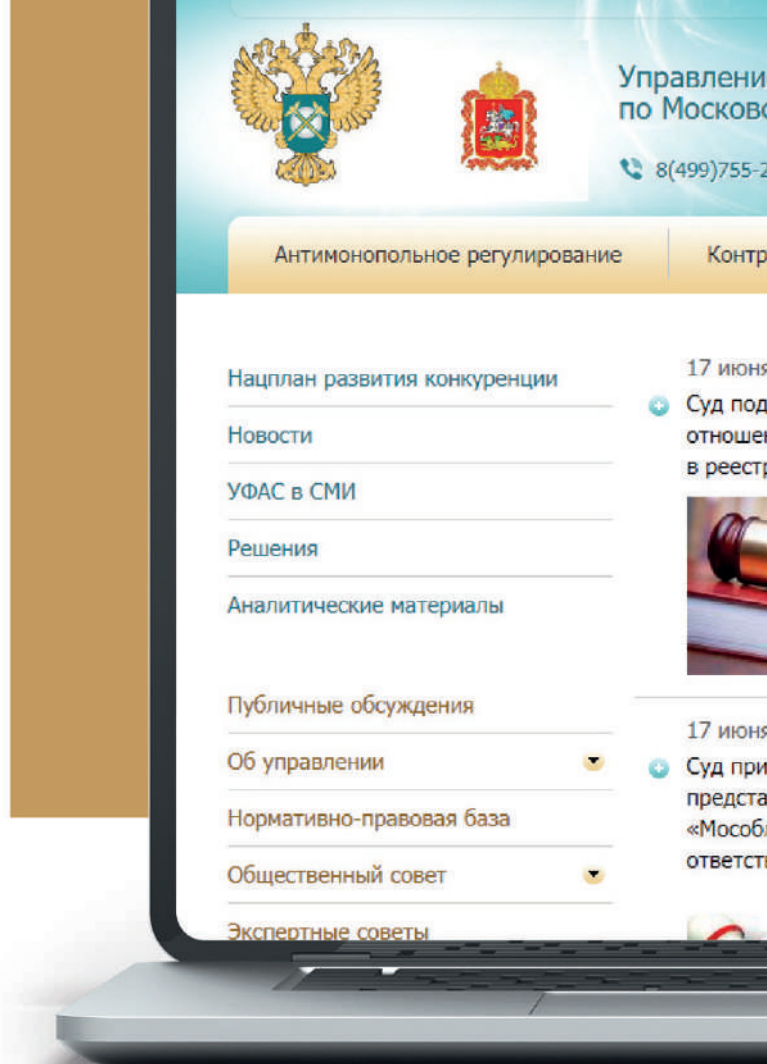 Управлени
по Московс
8(499)755-2
Антимонопольное регулирование
Контр
Нацплан развития конкуренции
Новости
УФАС в СМИ
Решения
Аналитические материалы
Публичные обсуждения
Об управлении
Нормативно-правовая база
Общественный совет
Экспертные советы
17 июня
Суд под
отношен
в реестр
17 июня
Суд при
предста
«Мособл
ответств